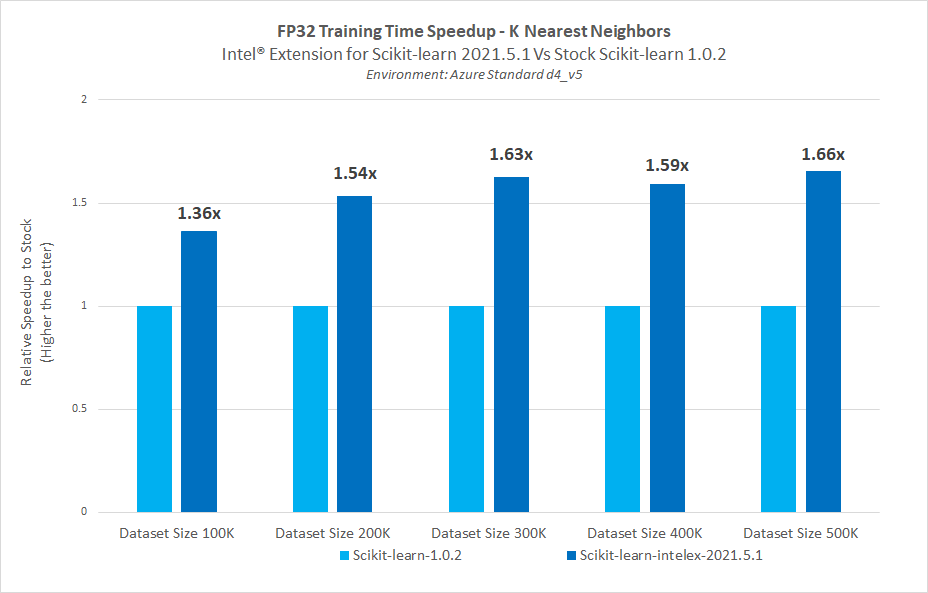 FP32 Training Time Speedup - K Nearest Neighbors
Intel® Extension for Scikit-learn 2021.5.1 Vs Stock Scikit-learn 1.0.2
Environment: Azure Standard d4_v5
Relative Speedup to Stock
(Higher the better)
2
1.5
1
0.5
0
1.36x
1.54x
1.63x
1.59x
1.66x
Dataset Size 100K
Dataset Size 200K
Dataset Size 300K
Dataset Size 400K
Dataset Size 500K
Scikit-learn-1.0.2
Scikit-learn-intelex-2021.5.1